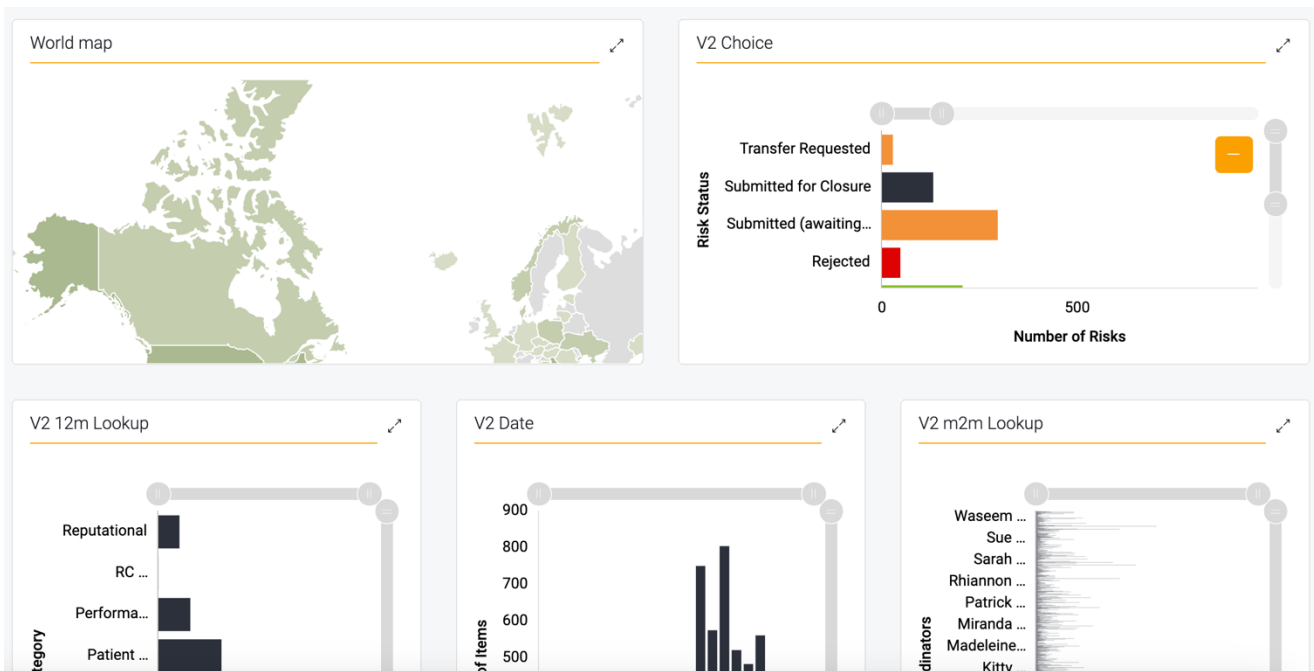 World map
V2 Choice
Risk Status
Transfer Requested
Submitted for Closure
Submitted (awaiting...
Rejected
0 500
Number of Risks
V2 12m Lookup
Reputational
RC ...
Performa...
Patient ...
tegory
V2 Date
900
800
700
600
500
of Items
V2 m2m Lookup
Waseem ...
Sue ...
Sarah ...
Rhiannon ...
Patrick ...
Miranda ...
Madeleine...
Kitty
dinators